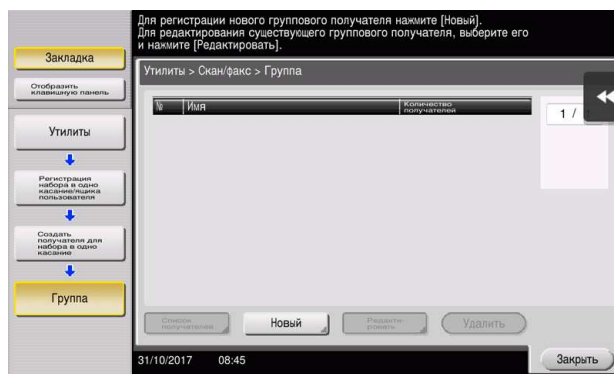 Для регистрации нового группового получателя нажмите [Новый].
Для редактирования существующего группового получателя, выберите его
и нажмите [Редактировать].
Закладка
Отобразить
клавишную панель
Утилиты
Регистрация
набора в одно
касание/ящика
пользователя
Создать
получателя для
набора в одно
касание
Группа
Утилиты > Скан/факс > Группа
№ Имя Количество
получателей
1 /
Список
получателей
Новый
Редакти-
ровать
Удалить
31/10/2017 08:45
Закрыть